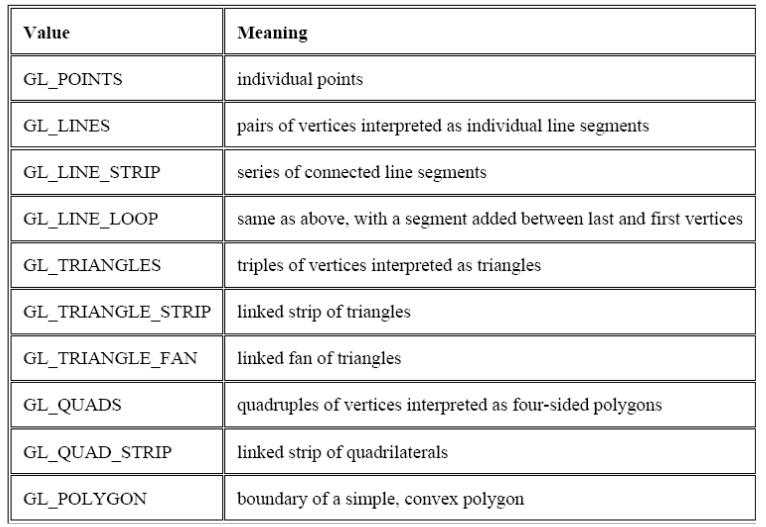 Value Meaning
GL_POINTS individual points
GL_LINES pairs of vertices interpreted as individual line segments
GL_LINE_STRIP series of connected line segments
GL_LINE_LOOP same as above, with a segment added between last and first vertices
GL_TRIANGLES triples of vertices interpreted as triangles
GL_TRIANGLE_STRIP linked strip of triangles
GL_TRIANGLE_FAN linked fan of triangles
GL_QUADS quadruples of vertices interpreted as four-sided polygons
GL_QUAD_STRIP linked strip of quadrilaterals
GL_POLYGON boundary of a simple, convex polygon